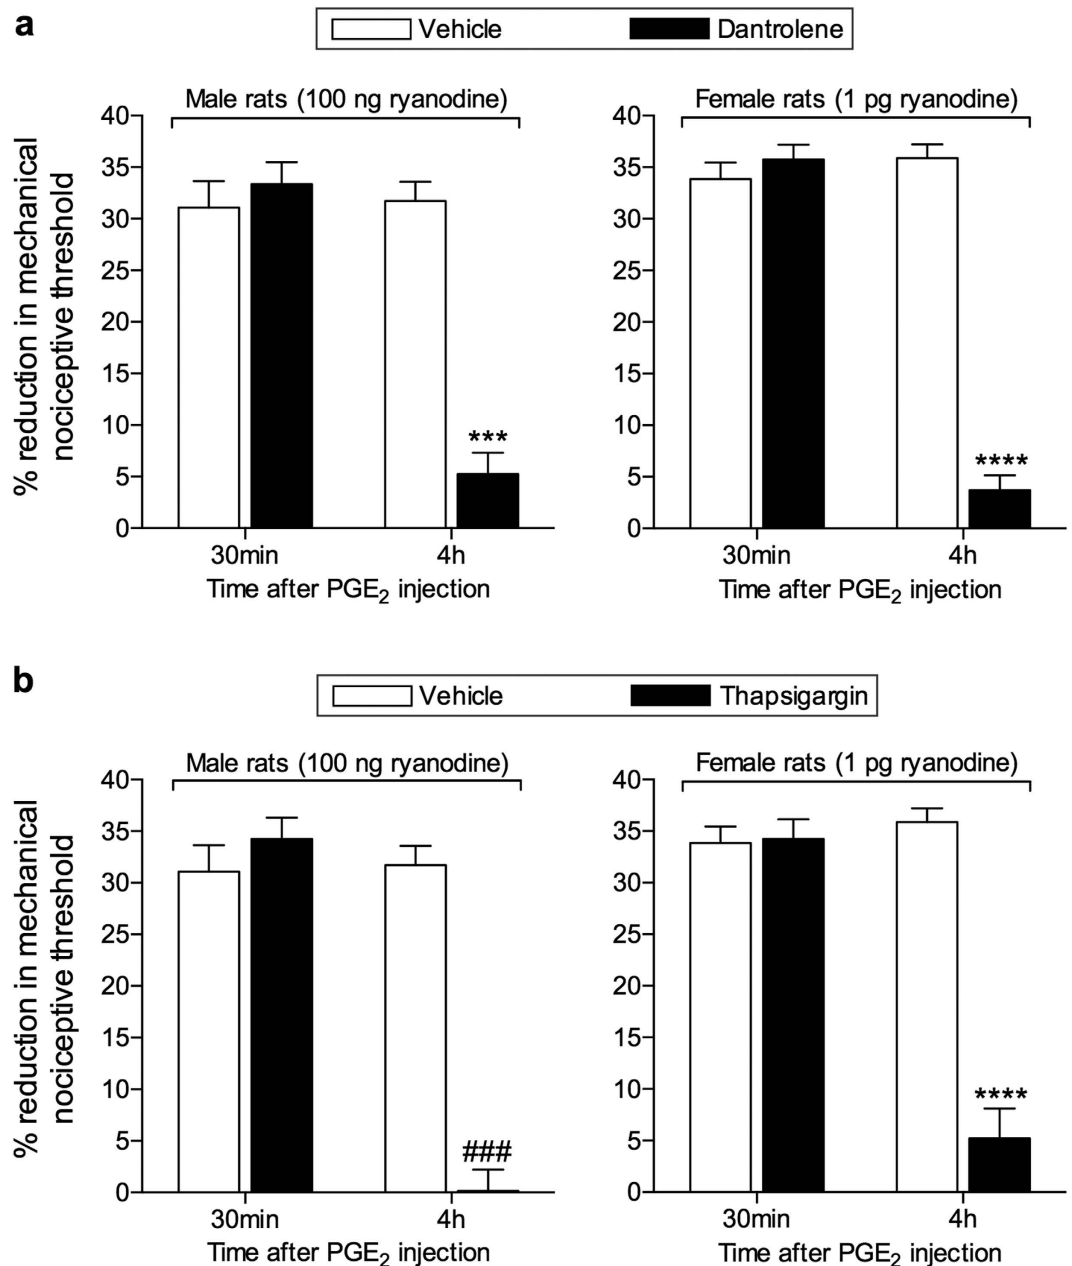 a
Vehicle Dantrolene
Male rats (100 ng ryanodine)
% reduction in mechanical
nociceptive threshold
40
35
30
25
20
15
10
5
0
***
30min 4h
Time after PGE2 injection
Female rats (1 pg ryanodine)
40
35
30
25
20
15
10
5
0
****
30min 4h
Time after PGE2 injection
b
Vehicle Thapsigargin
Male rats (100 ng ryanodine)
% reduction in mechanical
nociceptive threshold
40
35
30
25
20
15
10
5
0
###
30min 4h
Time after PGE2 injection
Female rats (1 pg ryanodine)
40
35
30
25
20
15
10
5
0
****
30min 4h
Time after PGE2 injection